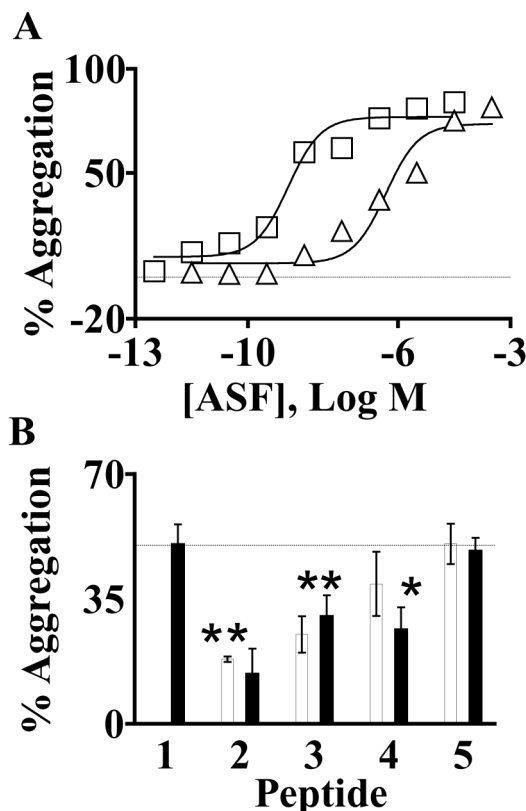 A
% Aggregation
100
50
-20
-13 -10 -6 -3
[ASF], Log M
B
% Aggregation
70
35
0
** ** *
1 2 3 4 5
Peptide